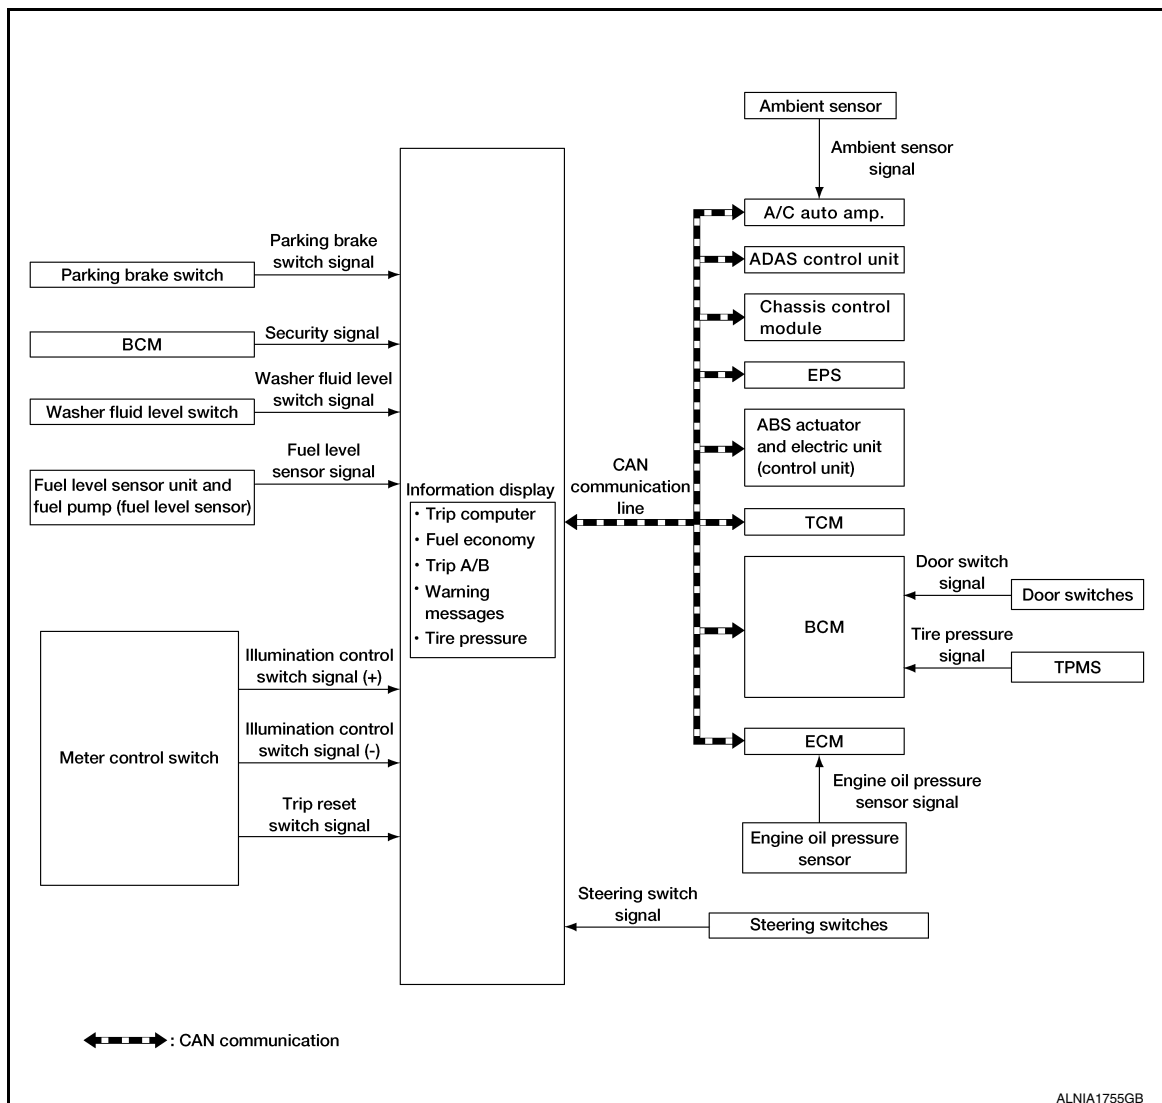 Ambient sensor
Ambient sensor
signal
A/C auto amp.
Parking brake
switch signal
Parking brake switch
ADAS control unit
Chassis control
module
Security signal
BCM
Washer fluid level
switch signal
Washer fluid level switch
EPS
ABS actuator
and electric unit
(control unit)
Fuel level
sensor signal
Fuel level sensor unit and
fuel pump (fuel level sensor)
CAN
communication
line
Information display
· Trip computer
· Fuel economy
· Trip A/B
· Warning
messages
· Tire pressure
TCM
Door switch
signal
Door switches
BCM
Tire pressure
signal
TPMS
Illumination control
switch signal (+)
Illumination control
switch signal (-)
Meter control switch
Trip reset
switch signal
ECM
Engine oil pressure
sensor signal
Engine oil pressure
sensor
Steering switch
signal
Steering switches
: CAN communication
ALNIA1755GB